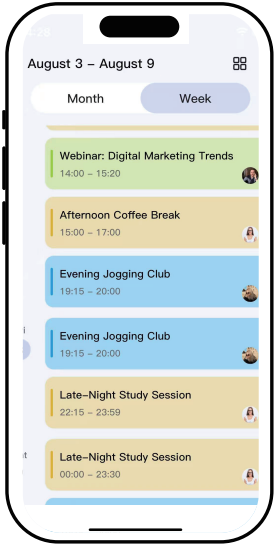 4:28
August 3 – August 9
Month
Week
Webinar: Digital Marketing Trends
14:00 – 15:20
Afternoon Coffee Break
15:00 – 17:00
Evening Jogging Club
19:15 – 20:00
Evening Jogging Club
19:15 – 20:00
Late-Night Study Session
22:15 – 23:59
Late-Night Study Session
00:00 – 23:30